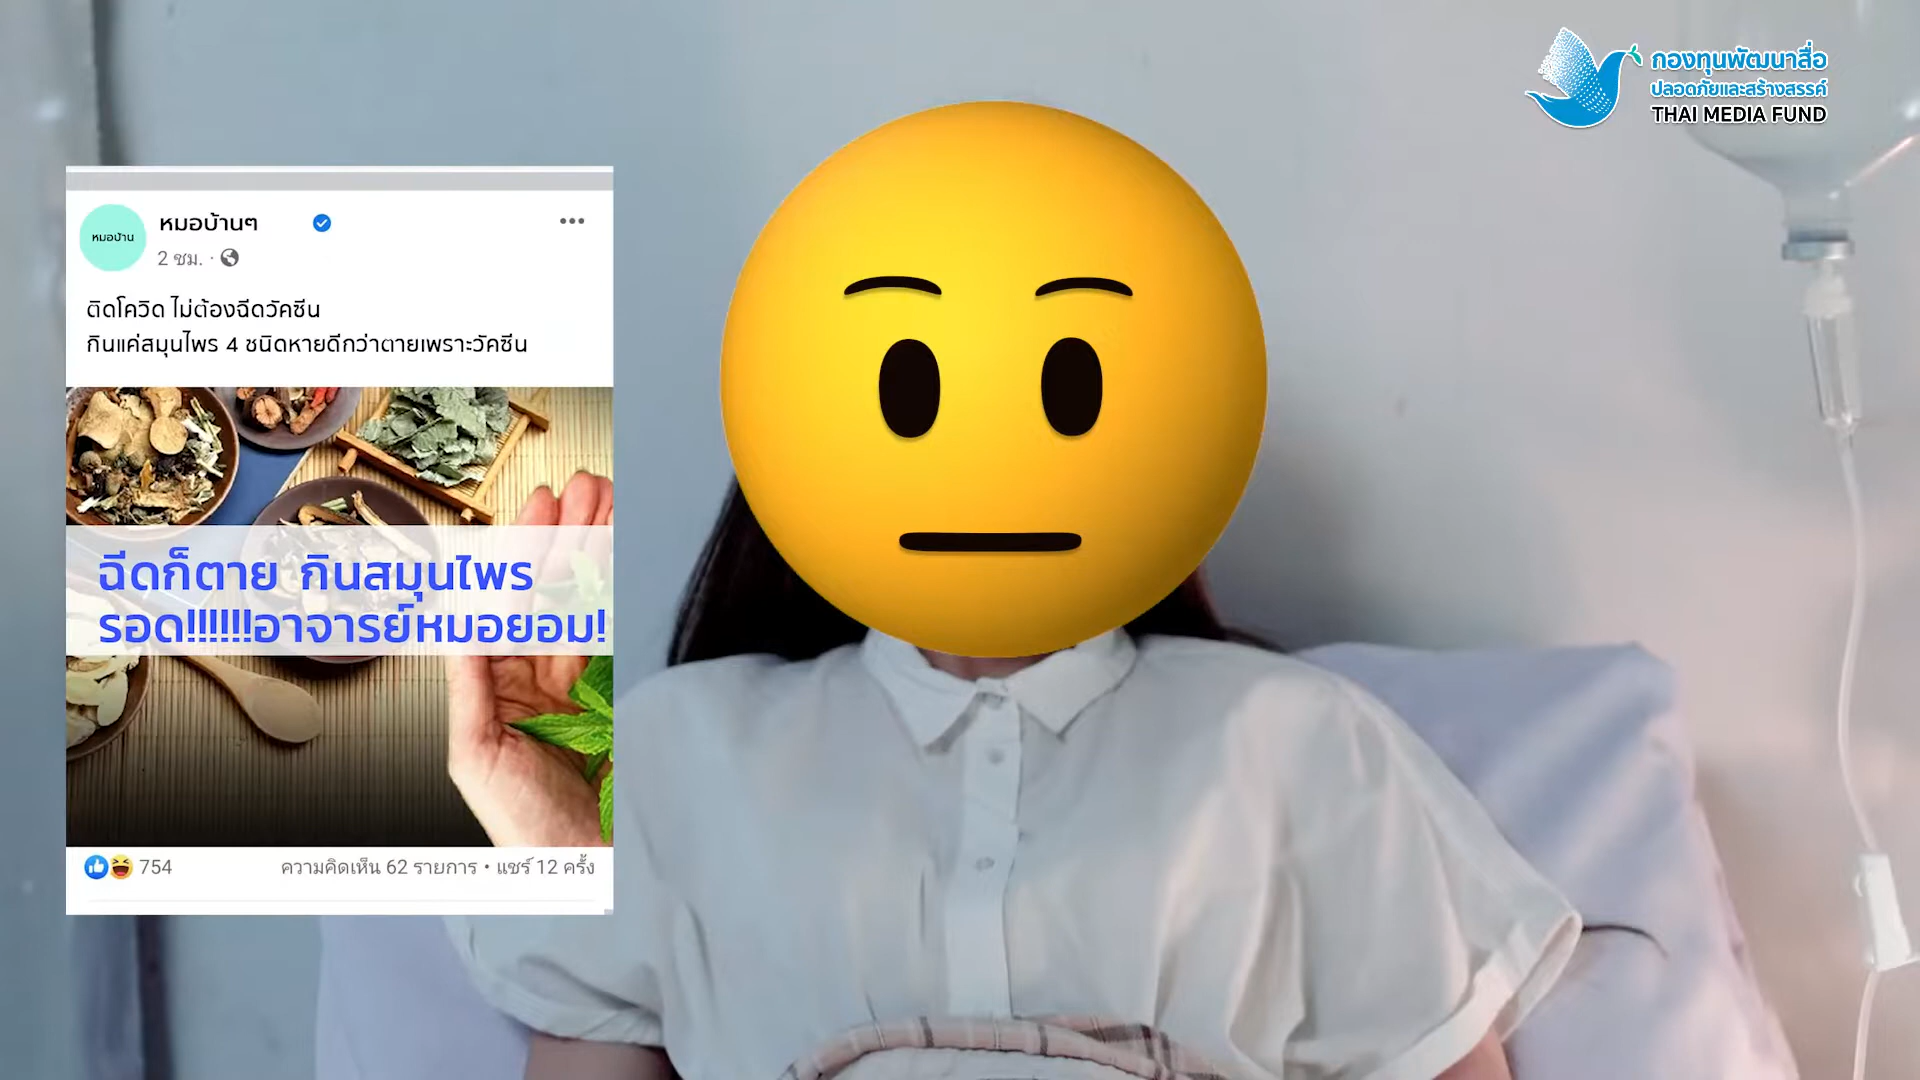 กองทุนพัฒนาสื่อ
ปลอดภัยและสร้างสรรค์
THAI MEDIA FUND
หมอบ้าน
หมอบ้านๆ
2 ชม. ·
ติดโควิด ไม่ต้องฉีดวัคซีน
กินแค่สมุนไพร 4 ชนิดหายดีกว่าตายเพราะวัคซีน
ฉีดก็ตาย กินสมุนไพร
รอด!!!!!!อาจารย์หมอยอม!
754
ความคิดเห็น 62 รายการ • แชร์ 12 ครั้ง